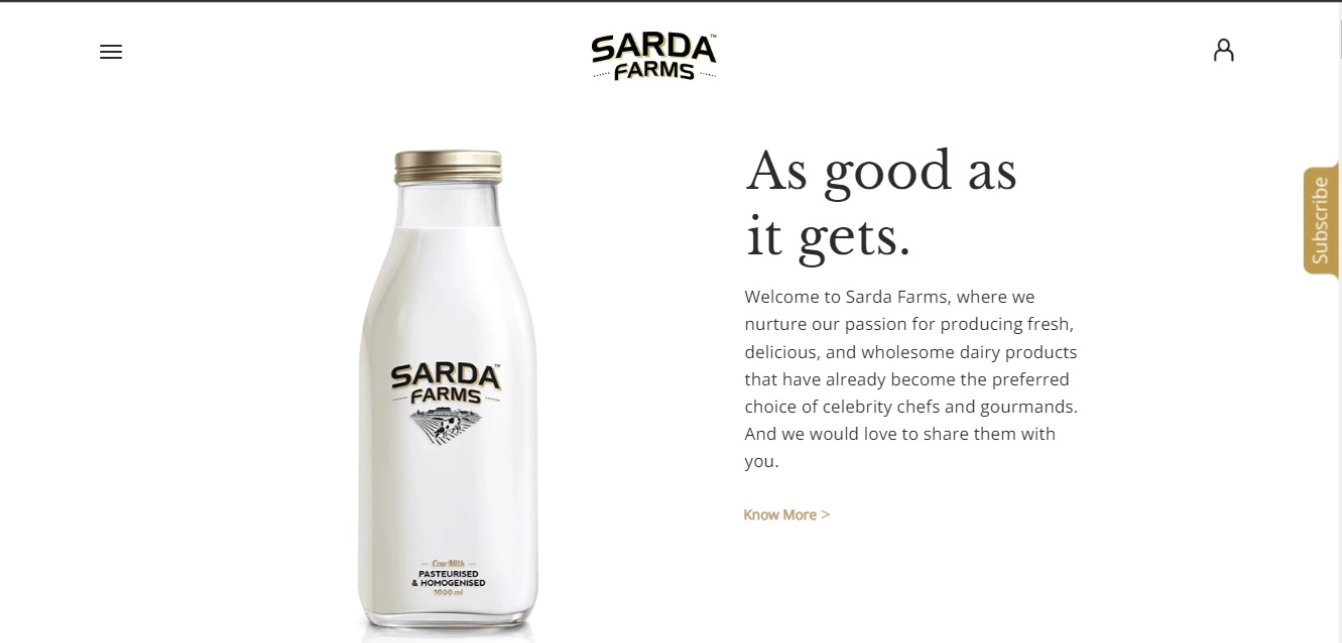 SARDA™
FARMS
As good as
it gets.
Subscribe
Welcome to Sarda Farms, where we
nurture our passion for producing fresh,
delicious, and wholesome dairy products
that have already become the preferred
choice of celebrity chefs and gourmands.
And we would love to share them with
you.
Know More >
SARDA™
FARMS
Cow Milk
PASTEURISED
& HOMOGENISED
1000 ml